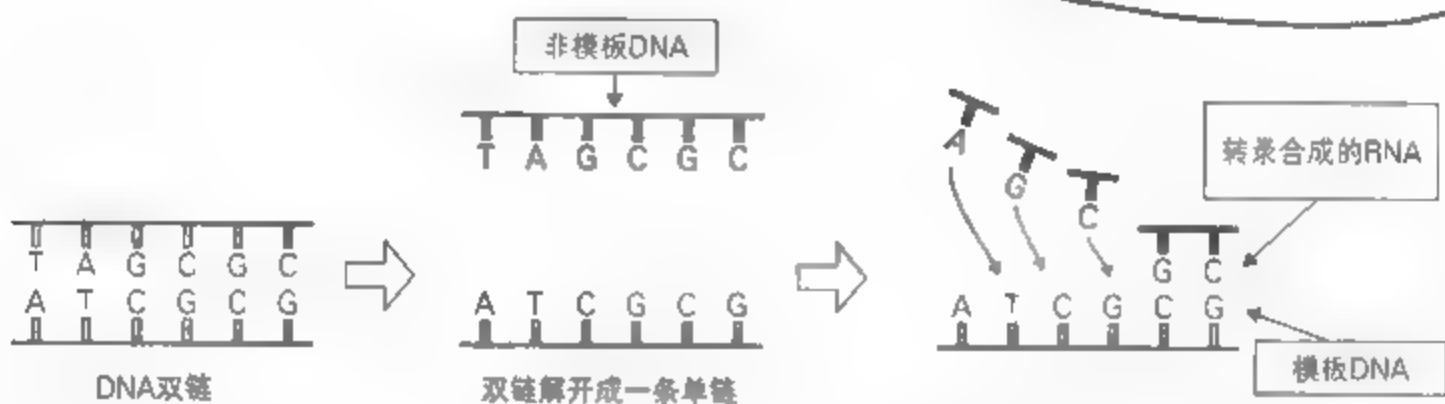 非模板DNA
T A G C G C
T A G C G C
A T C G C G
DNA双链
A T C G C G
双链解开成一条单链
A
G
C
G C
A T C G C G
转录合成的RNA
模板DNA